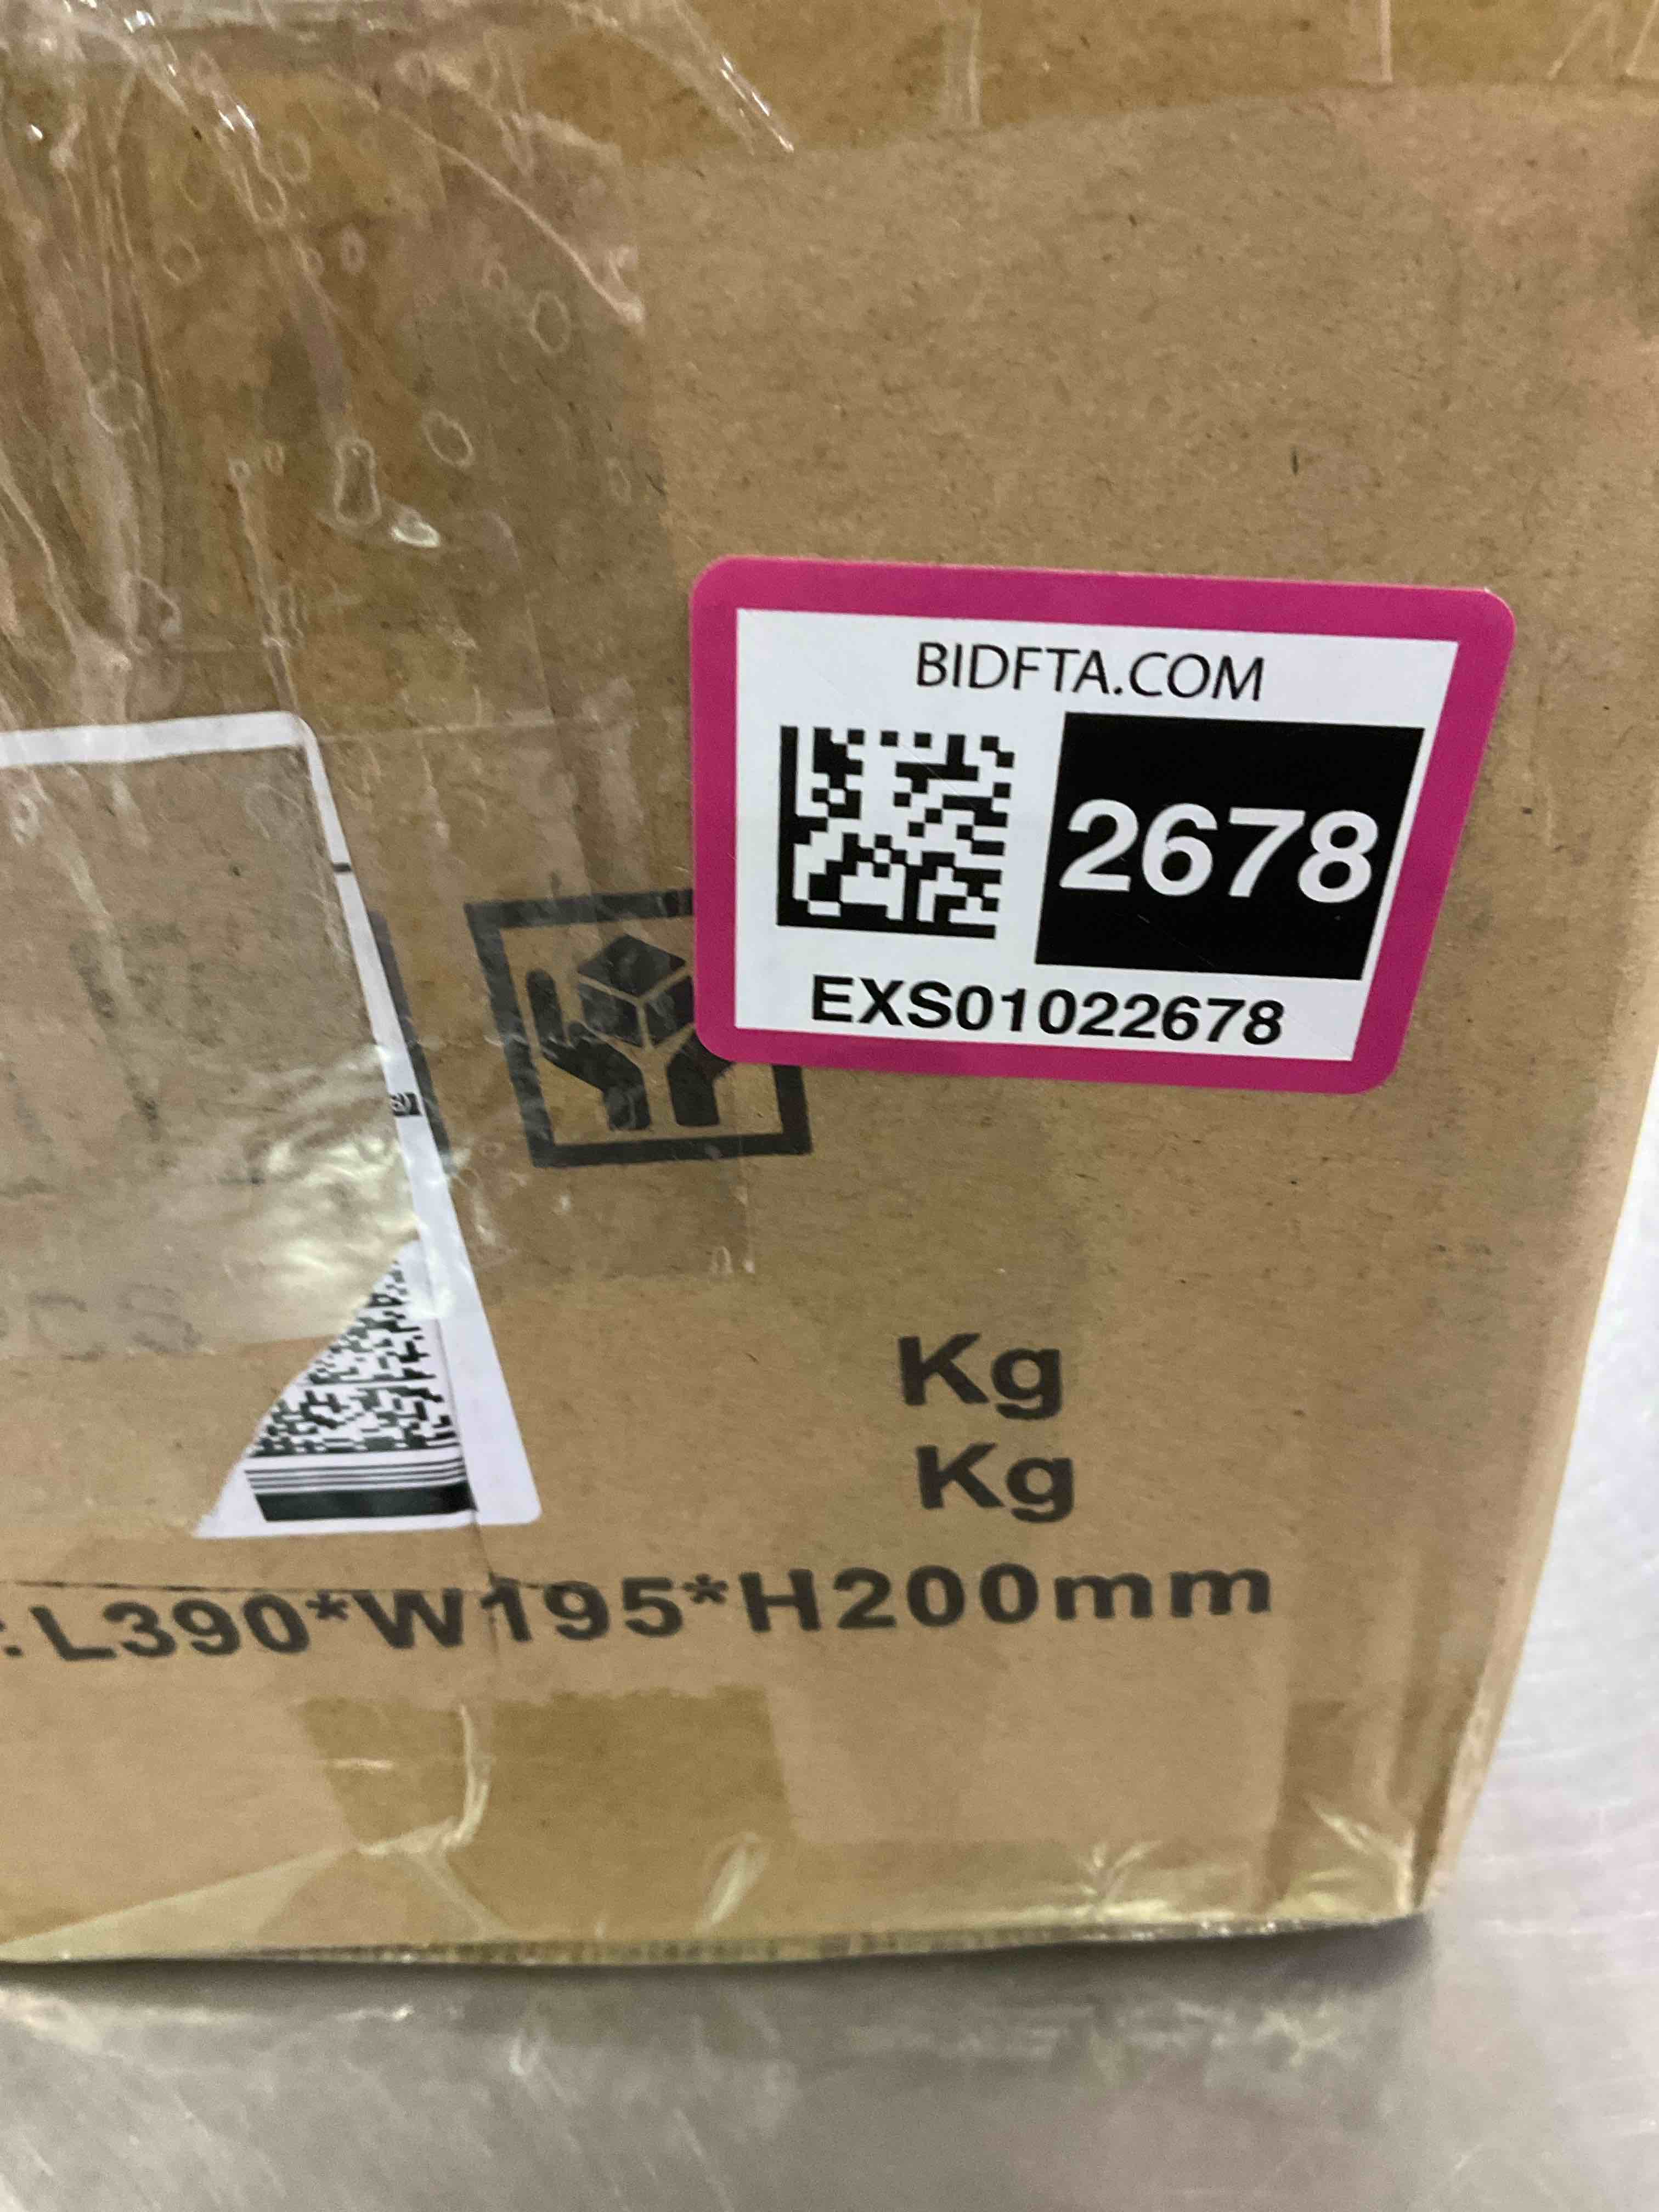 BIDFTA.COM
2678
EXS01022678
Kg
Kg
: L390*W195*H200mm